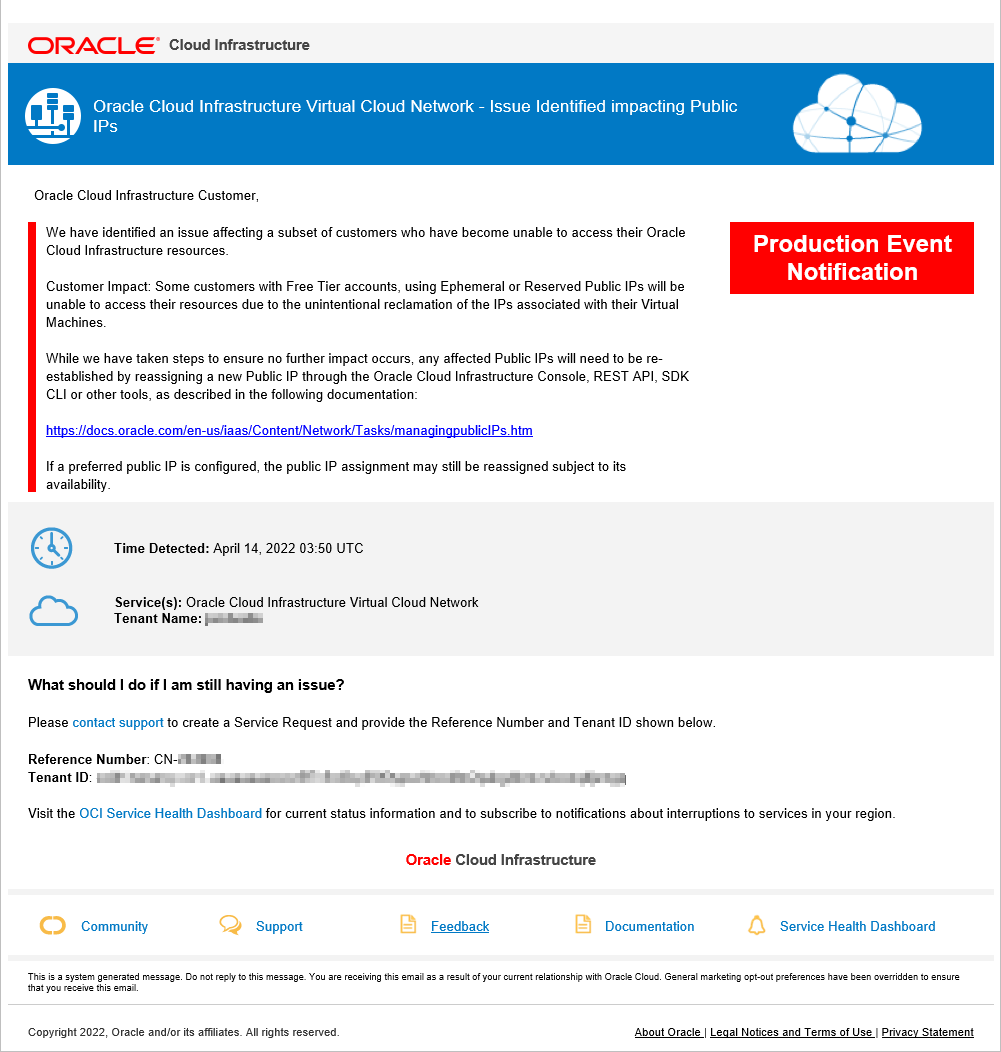 ORACLE Cloud Infrastructure
Oracle Cloud Infrastructure Virtual Cloud Network - Issue Identified impacting Public
IPs
Oracle Cloud Infrastructure Customer,
We have identified an issue affecting a subset of customers who have become unable to access their Oracle
Cloud Infrastructure resources.
Production Event
Notification
Customer Impact: Some customers with Free Tier accounts, using Ephemeral or Reserved Public IPs will be
unable to access their resources due to the unintentional reclamation of the IPs associated with their Virtual
Machines.
While we have taken steps to ensure no further impact occurs, any affected Public IPs will need to be re-
established by reassigning a new Public IP through the Oracle Cloud Infrastructure Console, REST API, SDK
CLI or other tools, as described in the following documentation:
https://docs.oracle.com/en-us/iaas/Content/Network/Tasks/managingpublicIPs.htm
If a preferred public IP is configured, the public IP assignment may still be reassigned subject to its
availability.
Time Detected: April 14, 2022 03:50 UTC
Service(s): Oracle Cloud Infrastructure Virtual Cloud Network
Tenant Name:
What should I do if I am still having an issue?
Please contact support to create a Service Request and provide the Reference Number and Tenant ID shown below.
Reference Number: CN-
Tenant ID:
Visit the OCI Service Health Dashboard for current status information and to subscribe to notifications about interruptions to services in your region.
Oracle Cloud Infrastructure
Community Support Feedback Documentation Service Health Dashboard
This is a system generated message. Do not reply to this message. You are receiving this email as a result of your current relationship with Oracle Cloud. General marketing opt-out preferences have been overridden to ensure
that you receive this email.
Copyright 2022, Oracle and/or its affiliates. All rights reserved. About Oracle | Legal Notices and Terms of Use | Privacy Statement